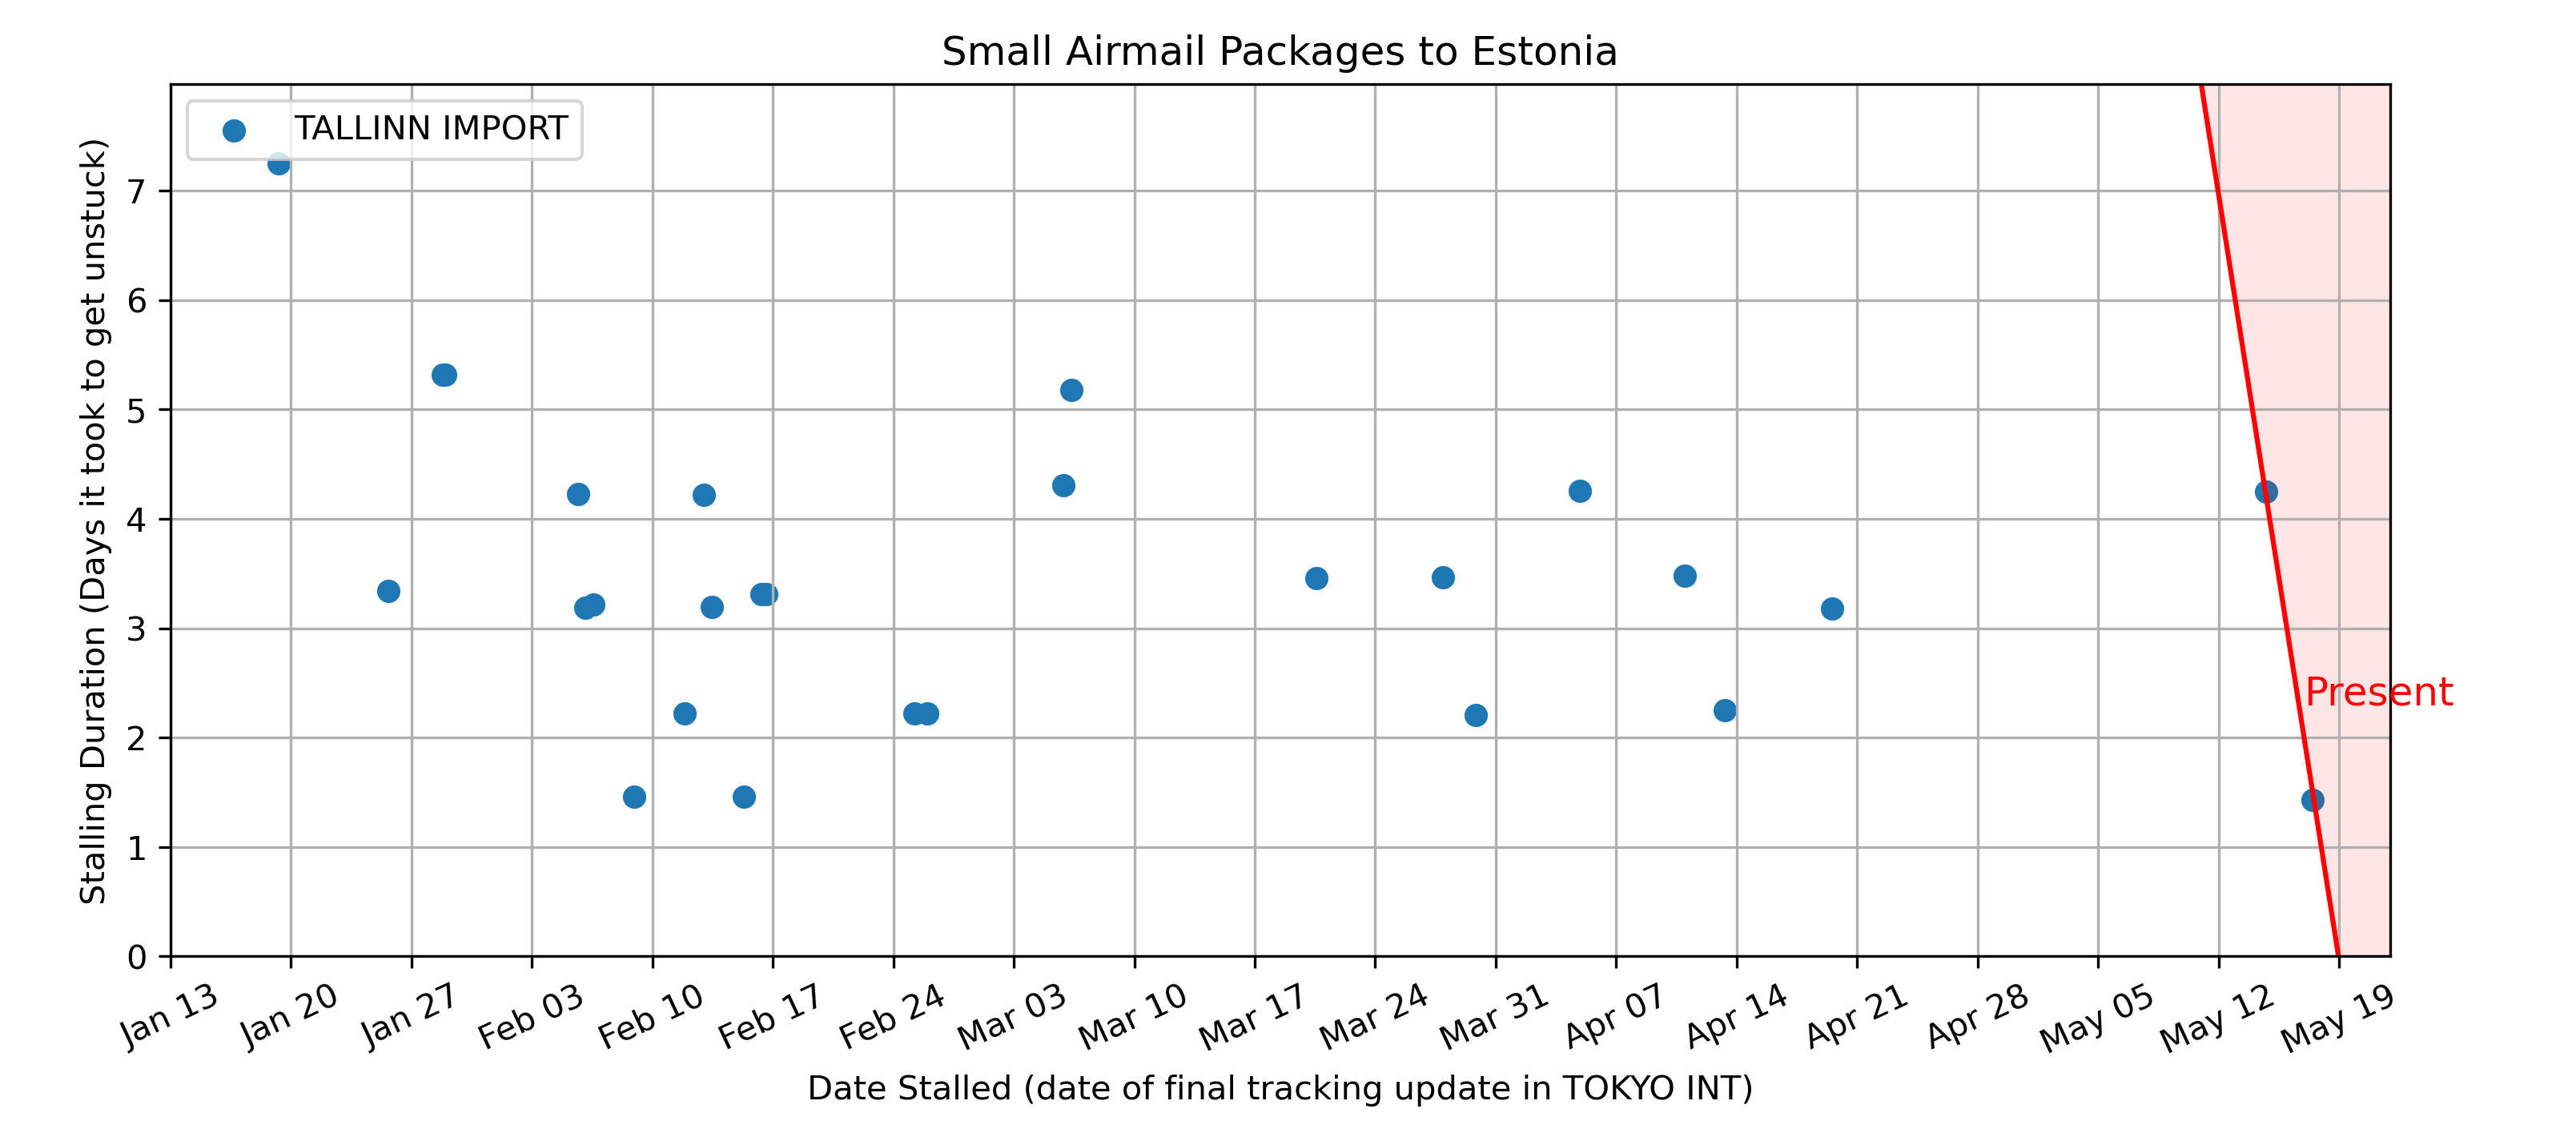 Small Airmail Packages to Estonia
TALLINN IMPORT
Stalling Duration (Days it took to get unstuck)
7
6
5
4
3
2
1
0
Present
Jan 13
Jan 20
Jan 27
Feb 03
Feb 10
Feb 17
Feb 24
Mar 03
Mar 10
Mar 17
Mar 24
Mar 31
Apr 07
Apr 14
Apr 21
Apr 28
May 05
May 12
May 19
Date Stalled (date of final tracking update in TOKYO INT)